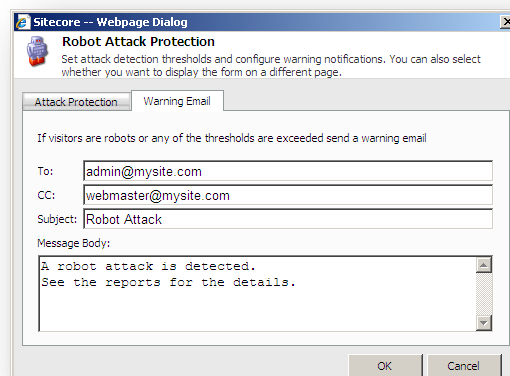 Sitecore -- Webpage Dialog
Robot Attack Protection
Set attack detection thresholds and configure warning notifications. You can also select
whether you want to display the form on a different page.
Attack Protection
Warning Email
If visitors are robots or any of the thresholds are exceeded send a warning email
To: admin@mysite.com
CC: webmaster@mysite.com
Subject: Robot Attack
Message Body:
A robot attack is detected.
See the reports for the details.
OK Cancel